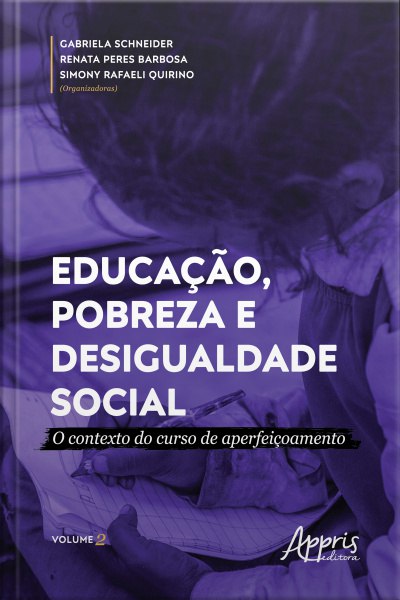 GABRIELA SCHNEIDER
RENATA PERES BARBOSA
SIMONY RAFAELI QUIRINO
(Organizadoras)
EDUCAÇÃO,
POBREZA E
DESIGUALDADE
SOCIAL
O contexto do curso de aperfeiçoamento
VOLUME 2
Appris
editora